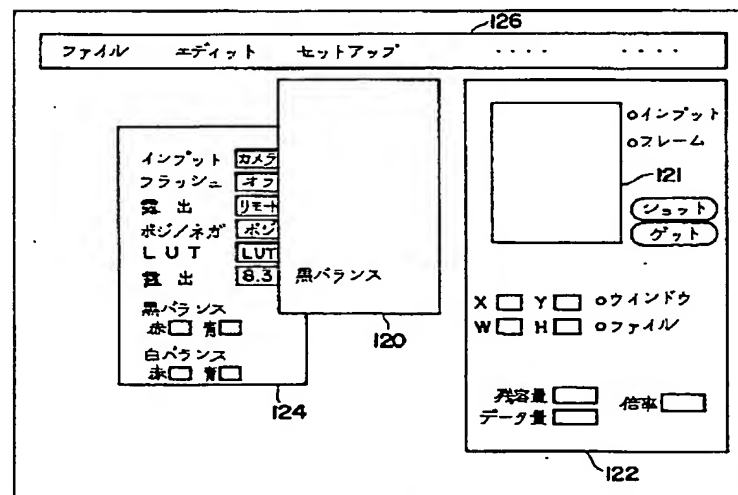 126
ファイル エディット セットアップ ‥‥ ‥‥
インプット カメラ
フラッシュ オフ
露出 リモート
ポジ/ネガ ポジ
LUT LUT
露出 8.3
黒バランス
赤 青
白バランス
赤 青
124
黒バランス
120
インプット
フレーム
121
ショット
ゲット
X Y ウインドウ
W H ファイル
残容量 倍率
データ量
122